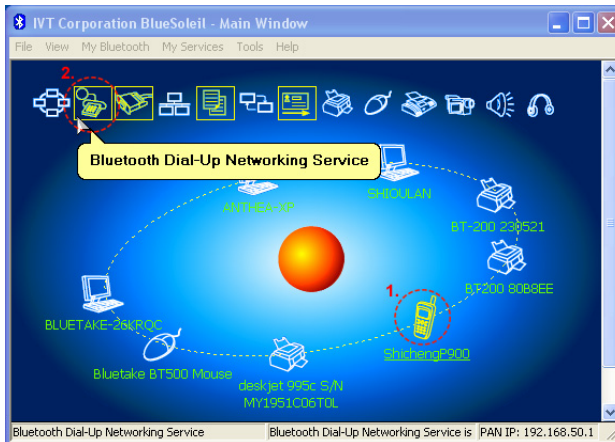 IVT Corporation BlueSoleil - Main Window
File View My Bluetooth My Services Tools Help
2.
Bluetooth Dial-Up Networking Service
ANTHEA-XP
SHIOULAN
BT-200 230521
BT200 80B8EE
1.
BLUETAKE-26KRQC
ShichengP900
Bluetake BT500 Mouse
deskjet 995c S/N
MY1951C06T0L
Bluetooth Dial-Up Networking Service
Bluetooth Dial-Up Networking Service is
PAN IP: 192.168.50.1